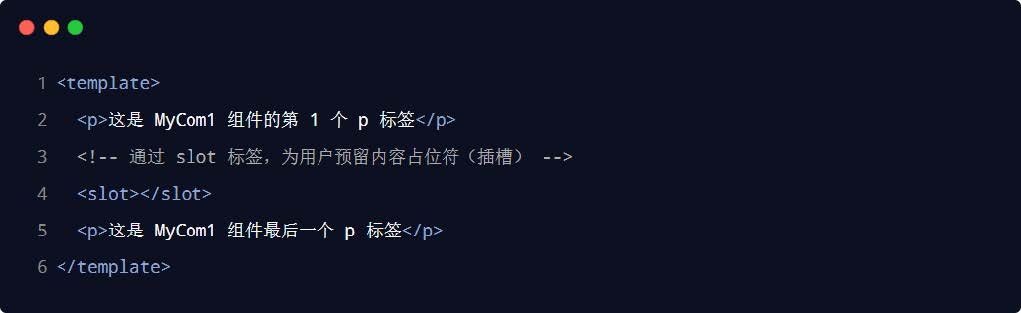 1 <template>
2 <p>这是 MyCom1 组件的第 1 个 p 标签</p>
3 <!-- 通过 slot 标签，为用户预留内容占位符（插槽） -->
4 <slot></slot>
5 <p>这是 MyCom1 组件最后一个 p 标签</p>
6 </template>